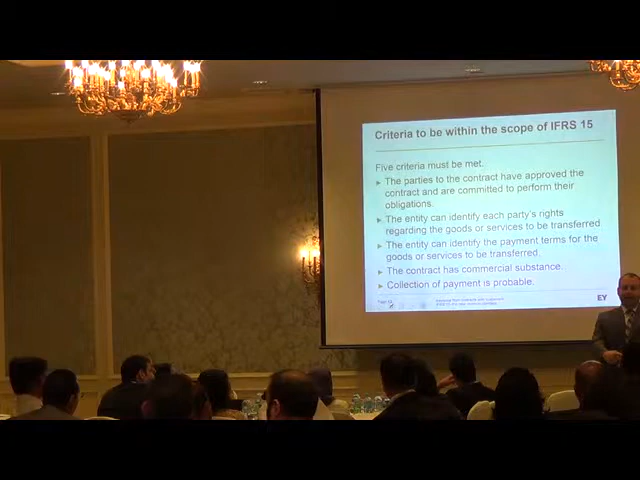 Criteria to be within the scope of IFRS 15
Five criteria must be met.
► The parties to the contract have approved the
contract and are committed to perform their
obligations.
► The entity can identify each party's rights
regarding the goods or services to be transferred
► The entity can identify the payment terms for the
goods or services to be transferred.
► The contract has commercial substance.
► Collection of payment is probable.
Page
EY